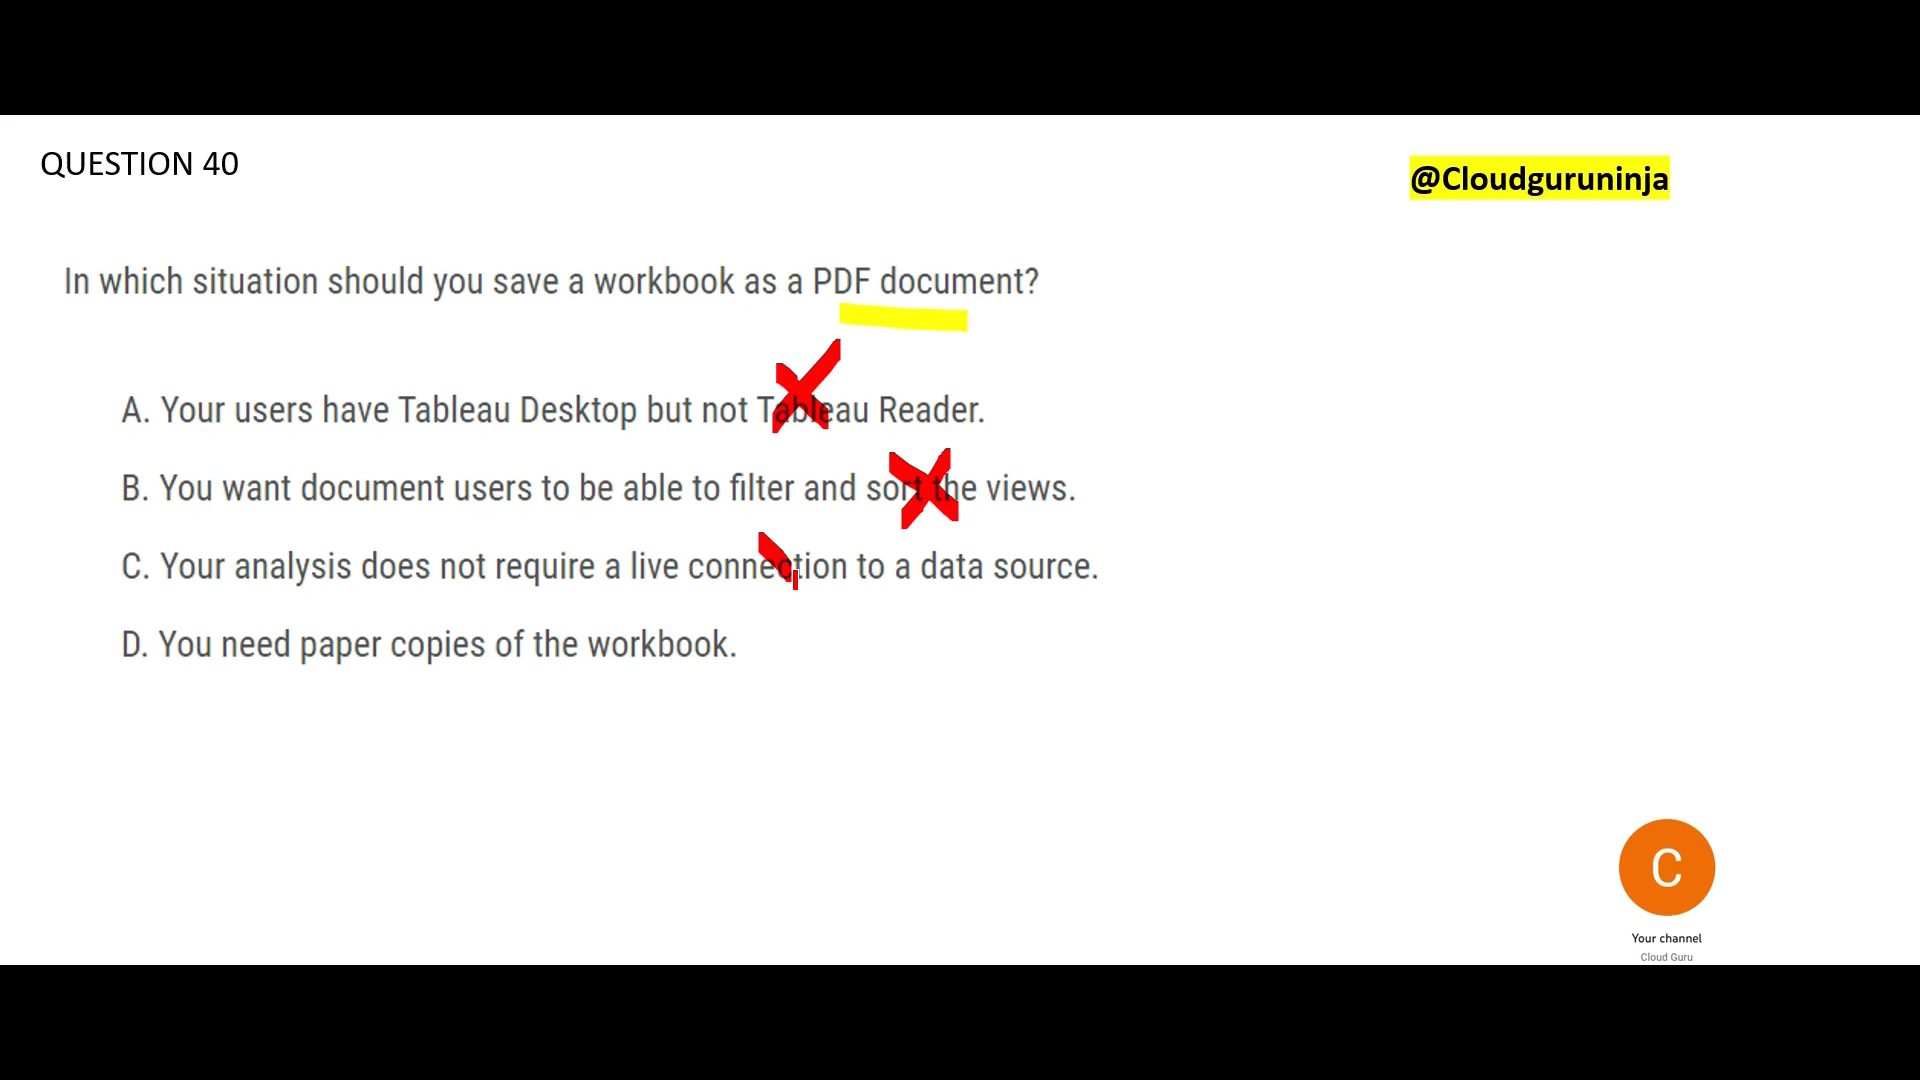 QUESTION 40
@Cloudguruninja
In which situation should you save a workbook as a PDF document?
A. Your users have Tableau Desktop but not Tableau Reader.
B. You want document users to be able to filter and sort the views.
C. Your analysis does not require a live connection to a data source.
D. You need paper copies of the workbook.
C
Your channel
Cloud Guru